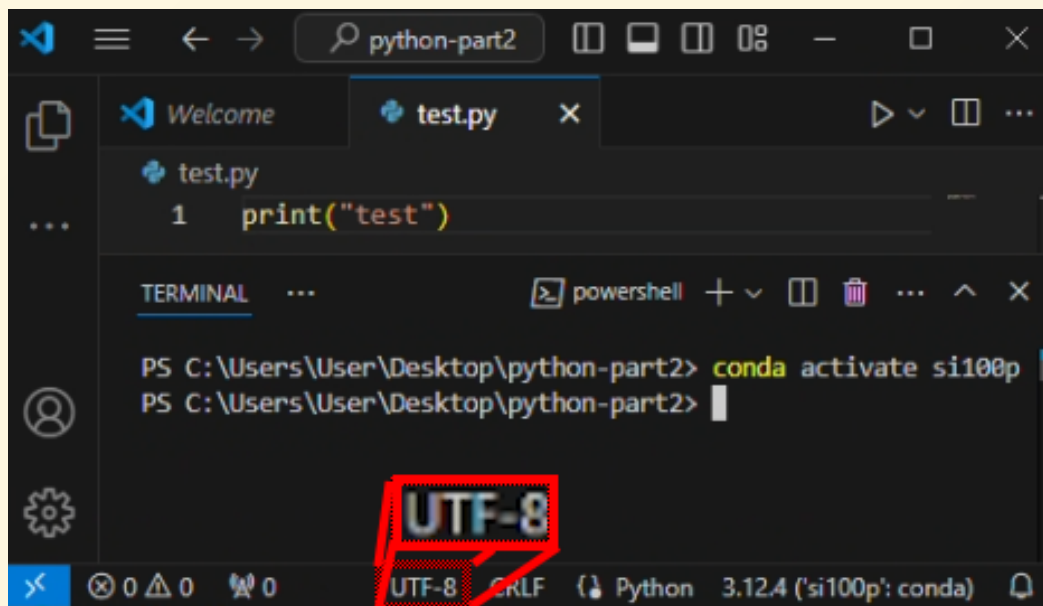 python-part2
Welcome
test.py
test.py
1 print("test")
TERMINAL
powershell
PS C:\Users\User\Desktop\python-part2> conda activate si100p
PS C:\Users\User\Desktop\python-part2>
UTF-8
0 0 0 UTF-8 CRLF Python 3.12.4 ('si100p': conda)